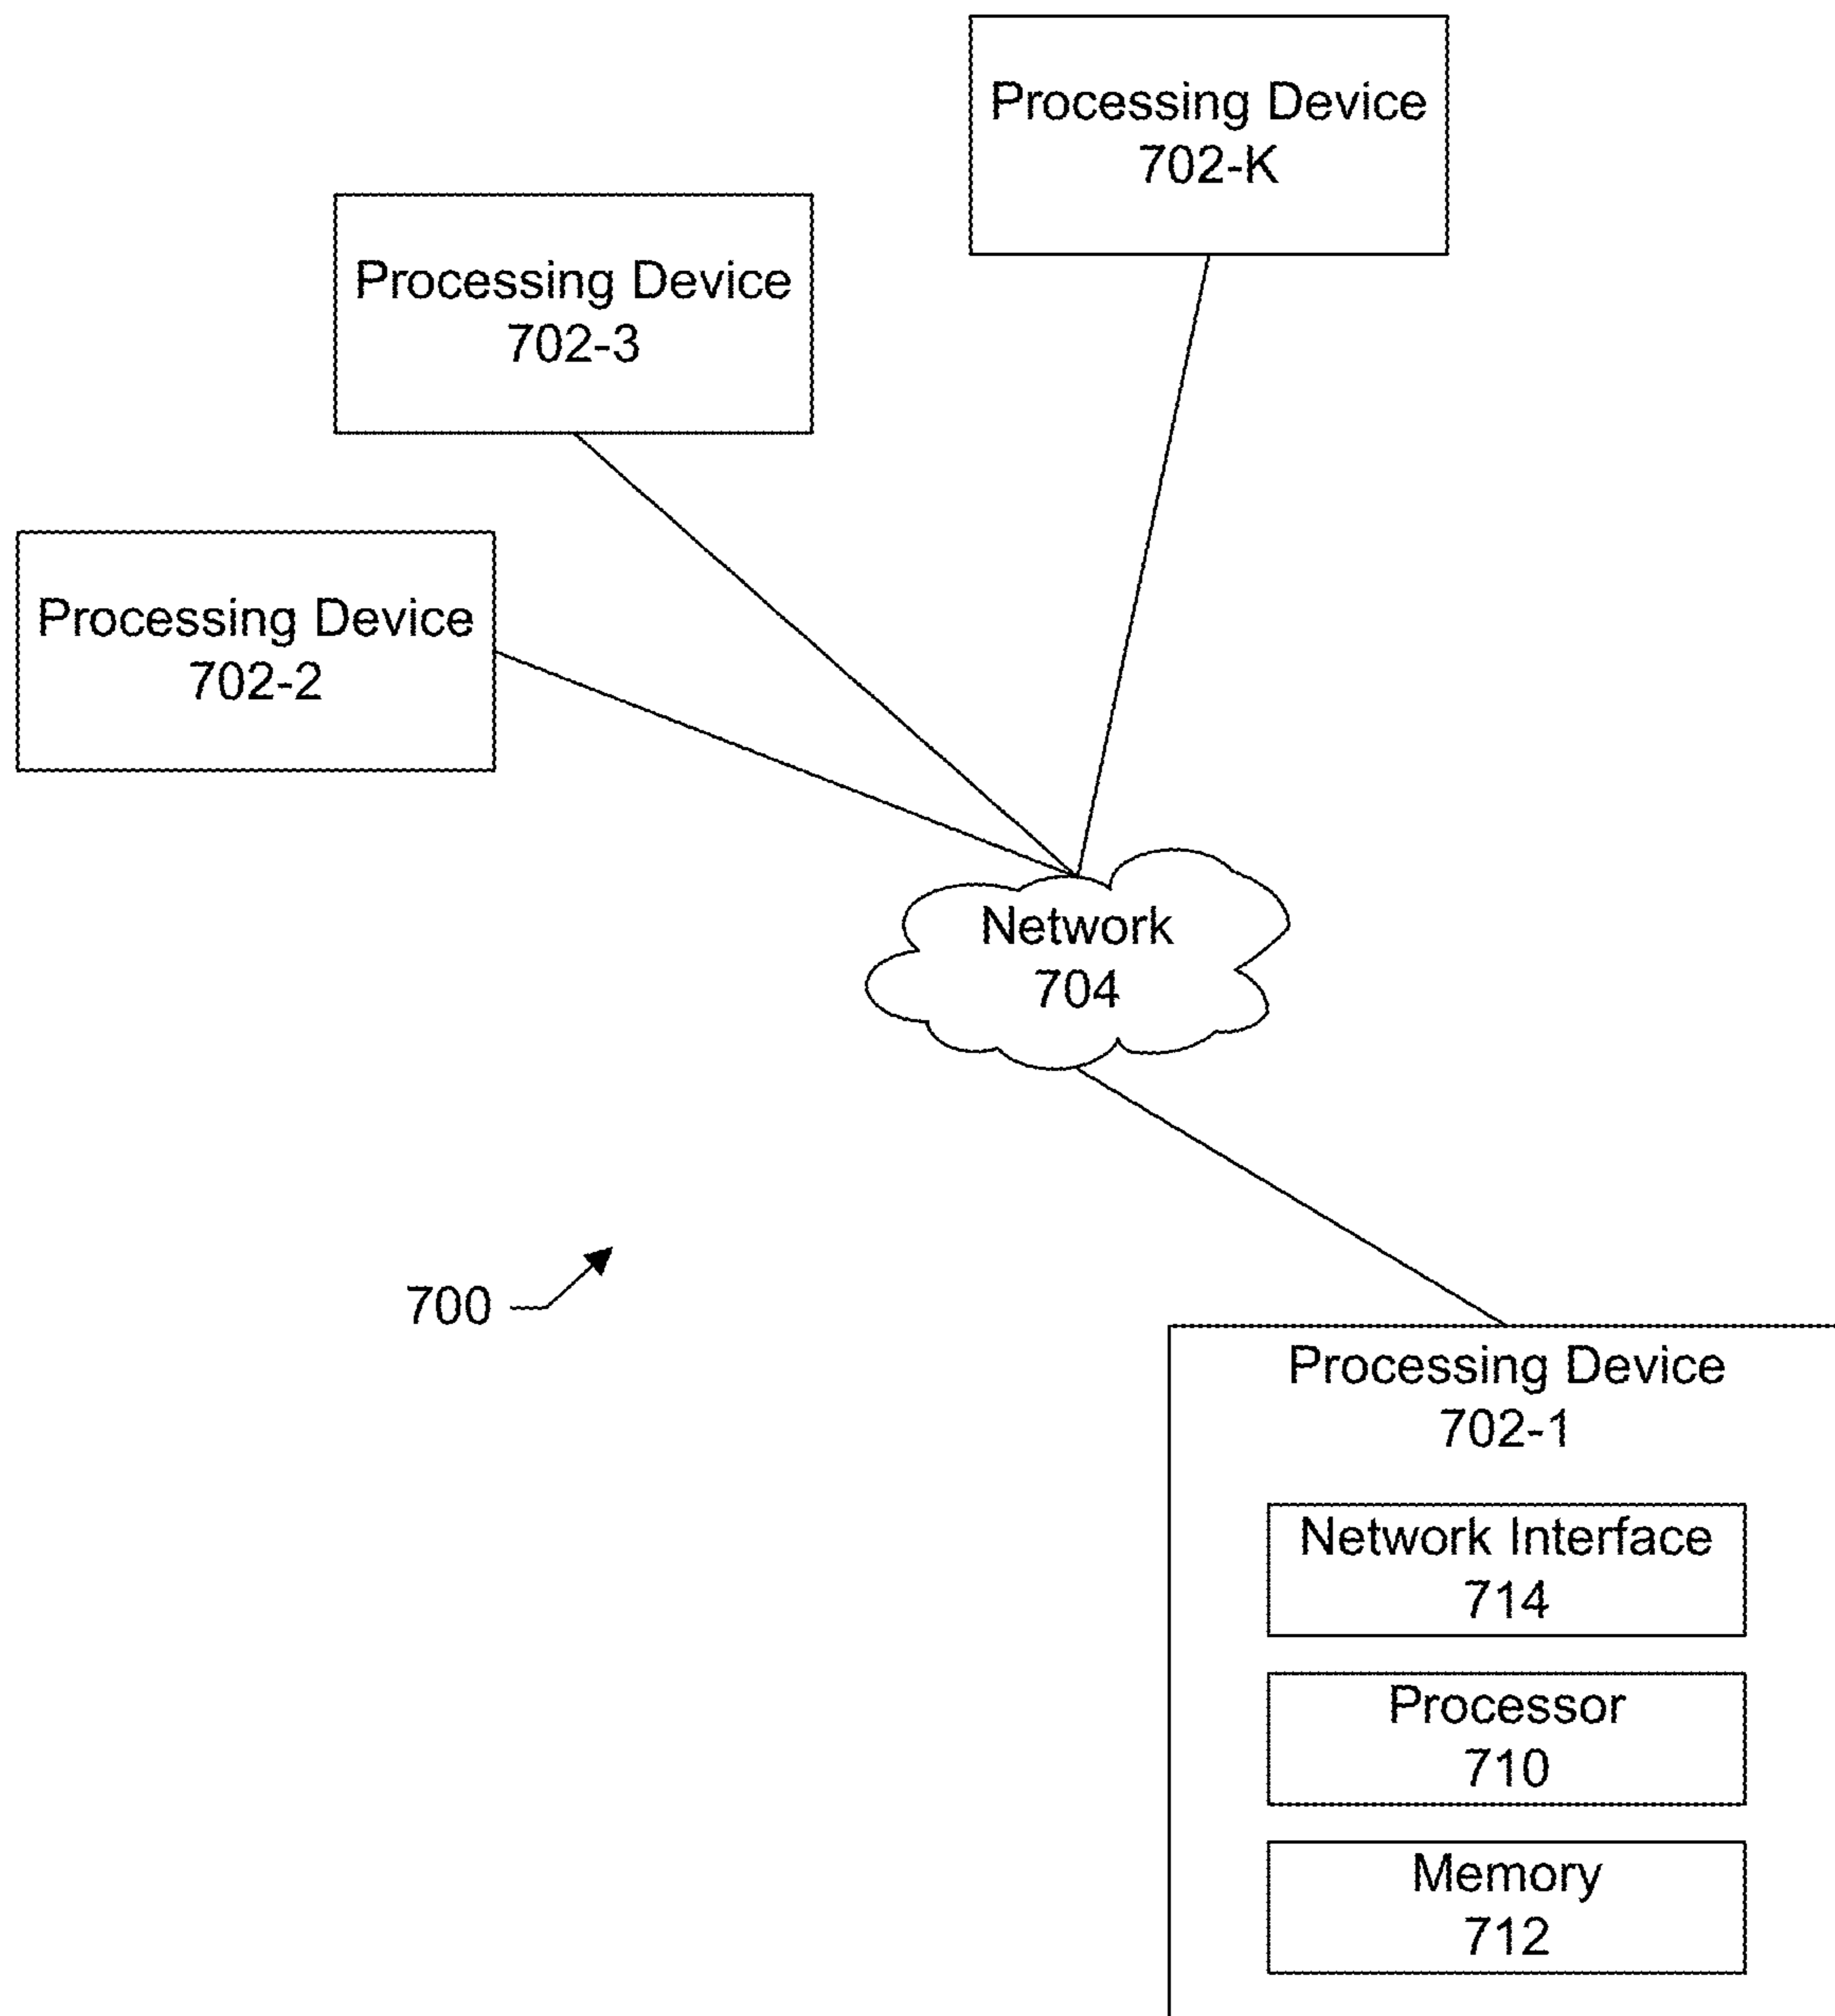 Processing Device
702-K
Processing Device
702-3
Processing Device
702-2
Network
704
700
Processing Device
702-1
Network Interface
714
Processor
710
Memory
712